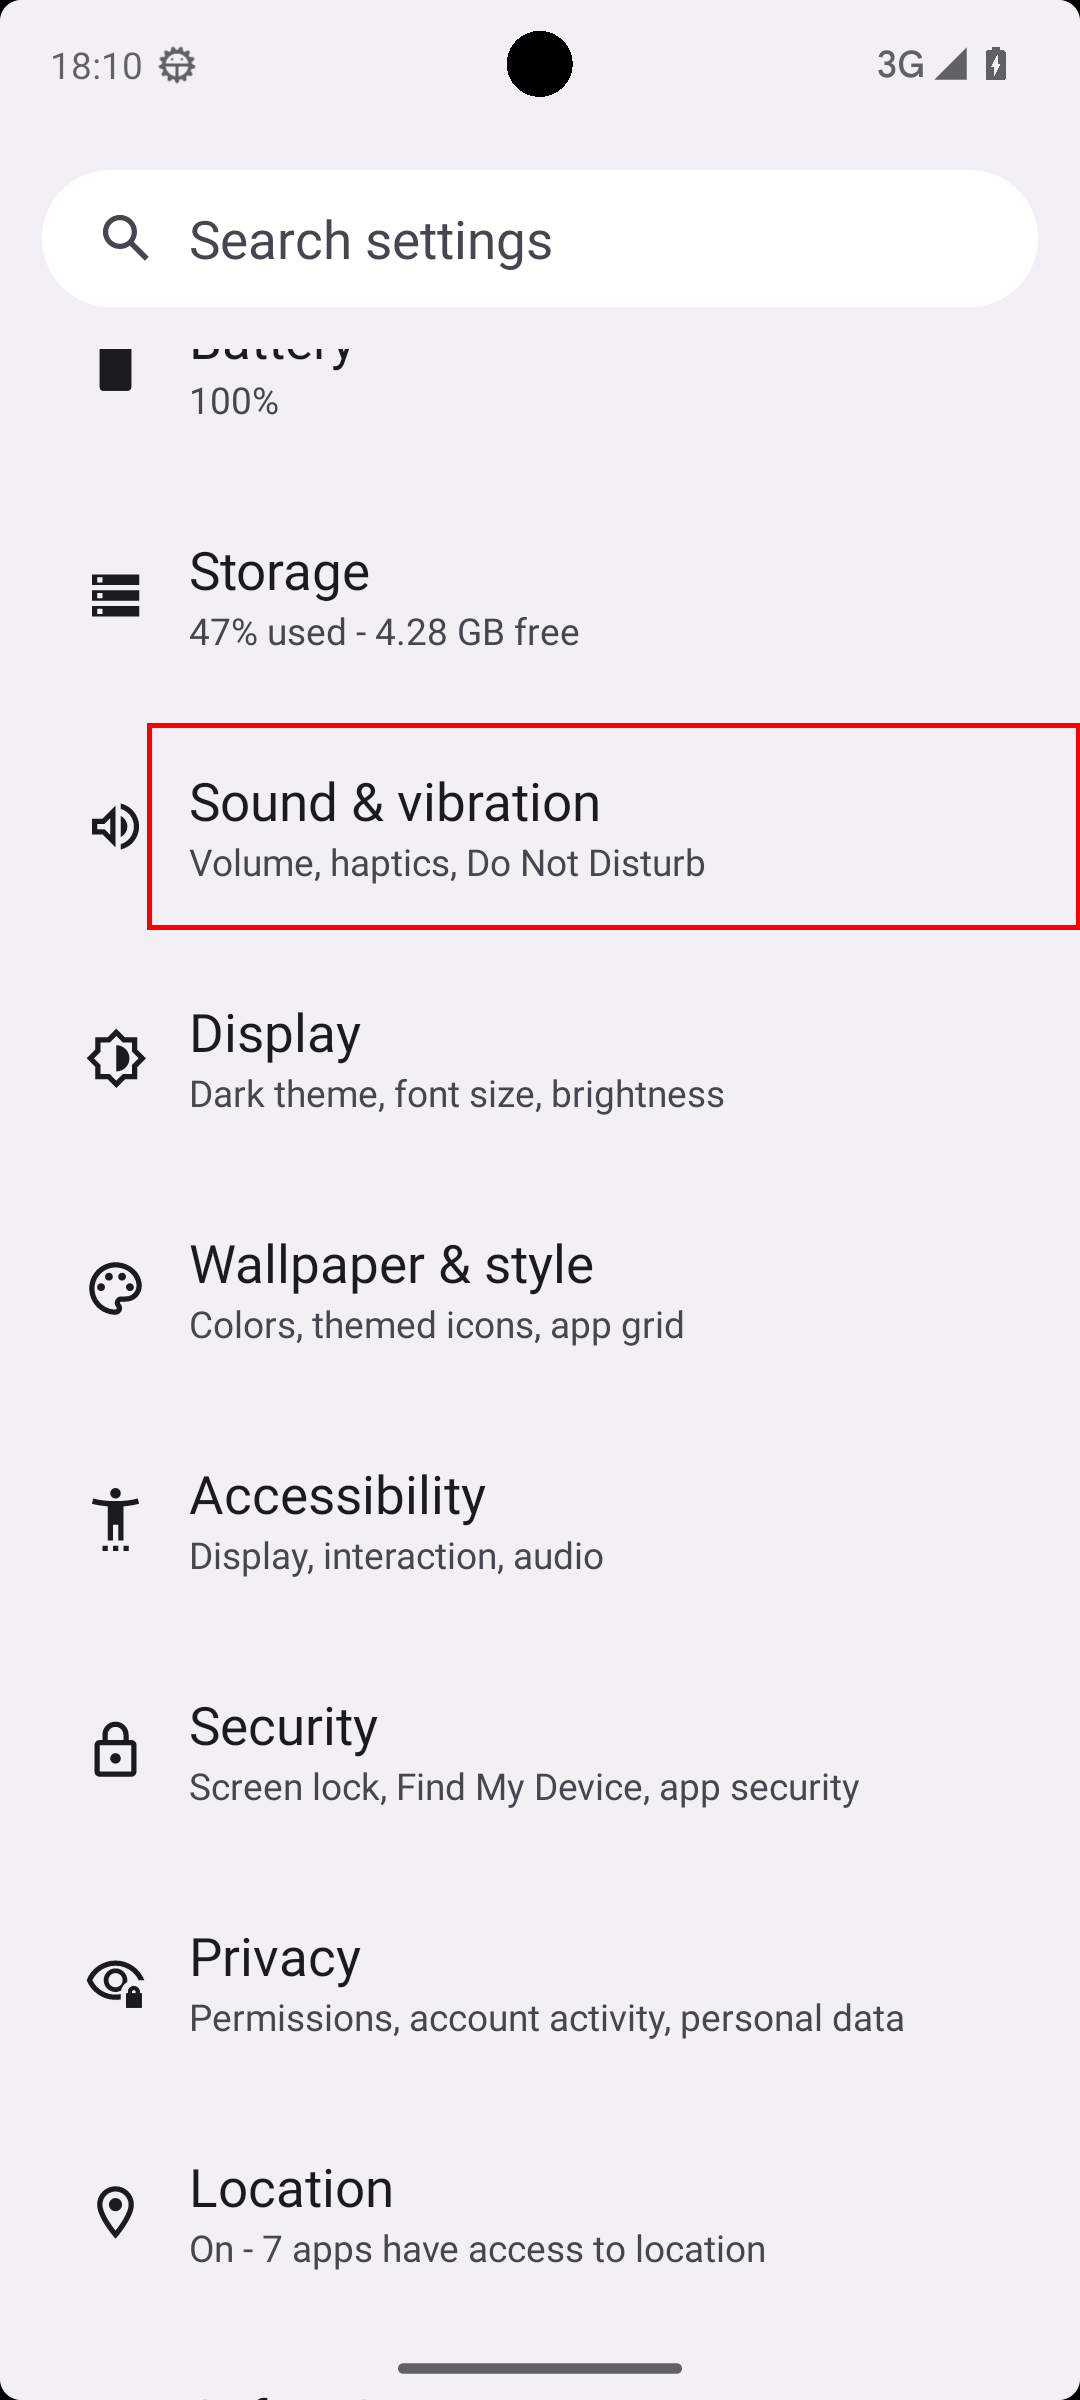 18:10
3G
Search settings
Battery
100%
Storage
47% used - 4.28 GB free
Sound & vibration
Volume, haptics, Do Not Disturb
Display
Dark theme, font size, brightness
Wallpaper & style
Colors, themed icons, app grid
Accessibility
Display, interaction, audio
Security
Screen lock, Find My Device, app security
Privacy
Permissions, account activity, personal data
Location
On - 7 apps have access to location